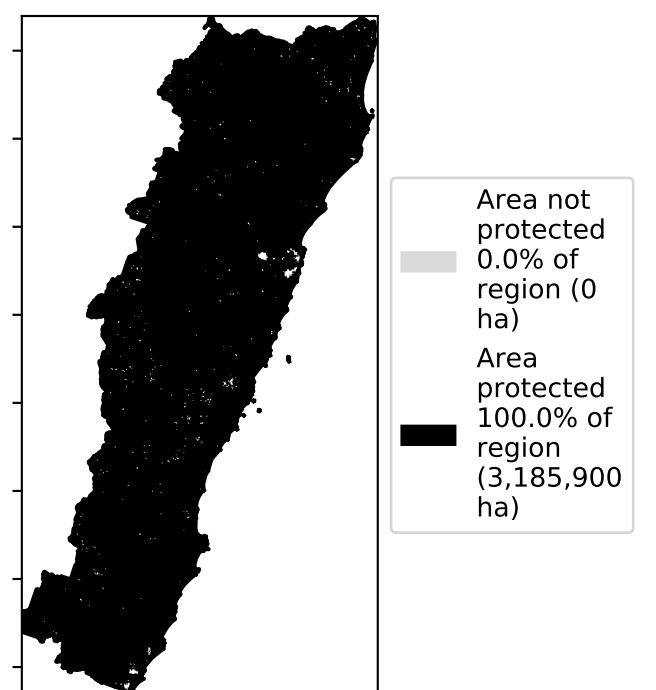 Area not
protected
0.0% of
region (0
ha)
Area
protected
100.0% of
region
(3,185,900
ha)